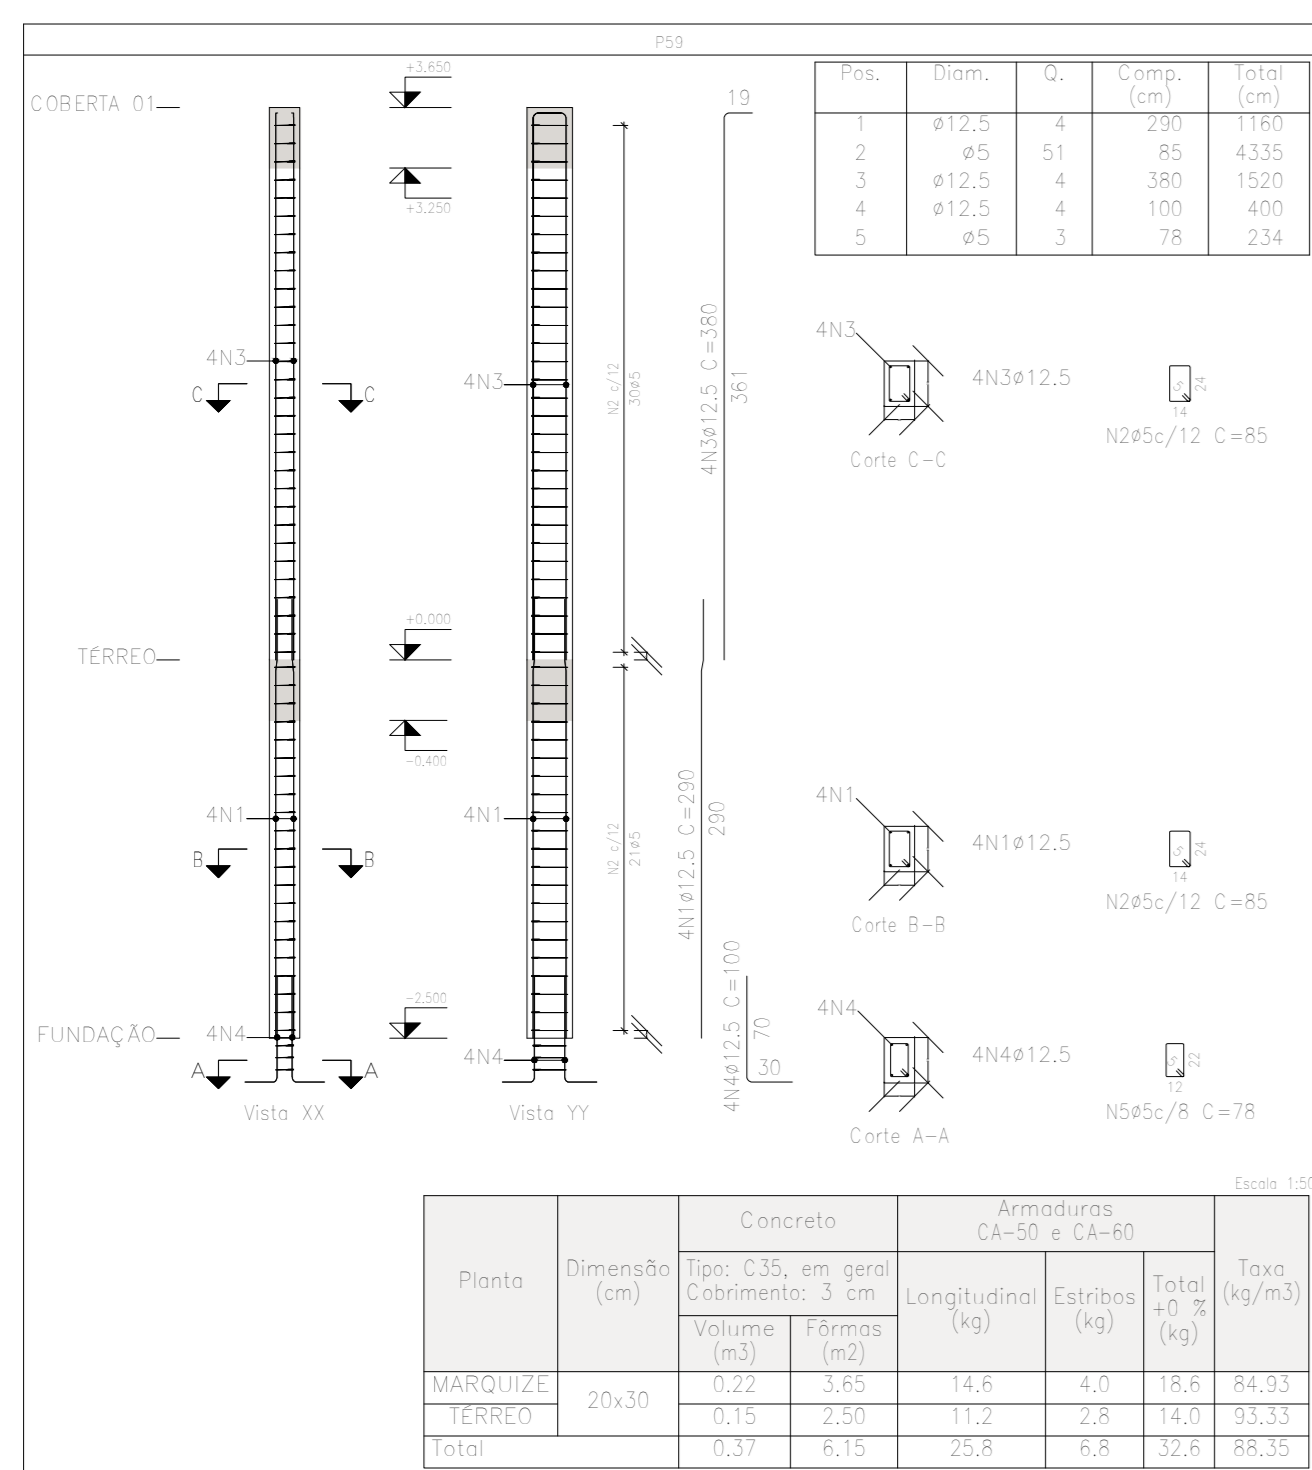 P59
Pos. Diam. Q. Comp. (cm) Total (cm)
1 ø12.5 4 290 1160
2 ø5 51 85 4335
3 ø12.5 4 380 1520
4 ø12.5 4 100 400
5 ø5 3 78 234
COBERTA 01
+3.650
+3.250
19
4N3
4N3
C
C
N2 c/12
30ø5
4N3ø12.5 C=380
361
4N3
4N3ø12.5
Corte C-C
5
24
14
N2ø5c/12 C=85
TÉRREO
+0.000
-0.400
4N1
4N1
B
B
N2 c/12
21ø5
4N1ø12.5 C=290
290
4N1
4N1ø12.5
Corte B-B
5
24
14
N2ø5c/12 C=85
FUNDAÇÃO
-2.500
4N4
4N4
A
A
4N4ø12.5 C=100
70
30
Vista XX
Vista YY
4N4
4N4ø12.5
Corte A-A
5
22
12
N5ø5c/8 C=78
Escala 1:50
Planta
Dimensão (cm)
Concreto
Armaduras
CA-50 e CA-60
Taxa (kg/m3)
Tipo: C35, em geral
Cobrimento: 3 cm
Longitudinal (kg)
Estribos (kg)
Total +0 % (kg)
Volume (m3)
Fôrmas (m2)
MARQUIZE 20x30 0.22 3.65 14.6 4.0 18.6 84.93
TÉRREO 0.15 2.50 11.2 2.8 14.0 93.33
Total 0.37 6.15 25.8 6.8 32.6 88.35